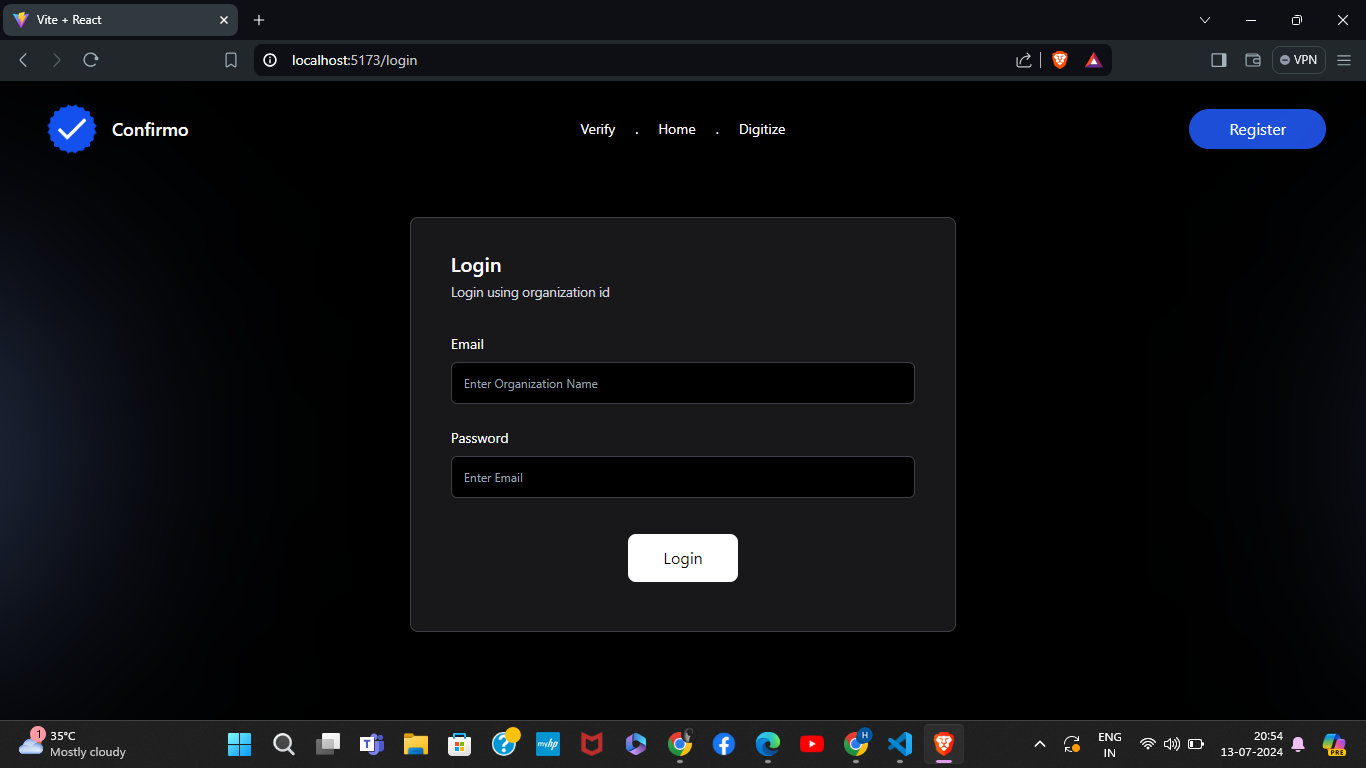 Vite + React
localhost:5173/login
VPN
Confirmo
Verify . Home . Digitize
Register
Login
Login using organization id
Email
Enter Organization Name
Password
Enter Email
Login
1
35°C
Mostly cloudy
myhp
H
PRE
ENG
IN
20:54
13-07-2024